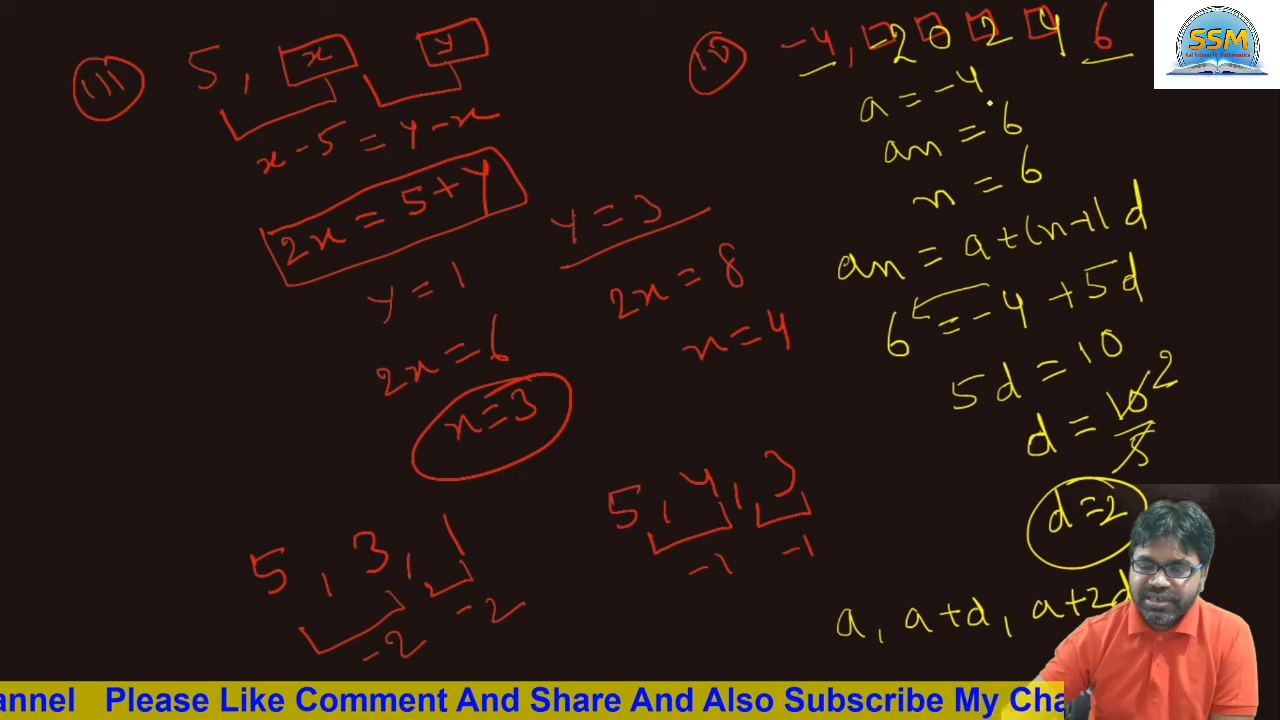 (III) 5, x y
x - 5 = y - x
2x = 5 + y
y = 1
2x = 6
x = 3
y = 3
2x = 8
x = 4
5, 3, 1
-2 -2
5, 4, 3
-1 -1
(IV) -4, -2 0 2 4 6
a = -4
an = 6
n = 6
an = a + (n-1) d
6 = -4 + 5d
5d = 10
d = 10/5 2
d = 2
a, a+d, a+2d
SSM
nnel Please Like Comment And Share And Also Subscribe My Cha